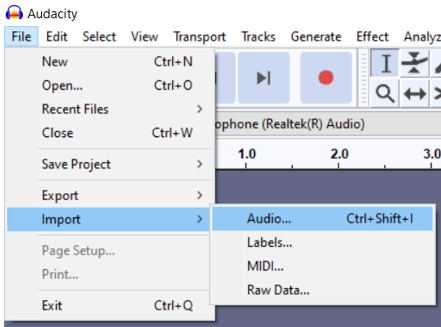 Audacity
File Edit Select View Transport Tracks Generate Effect Analyz
New Ctrl+N
Open... Ctrl+O
Recent Files
Close Ctrl+W
ophone (Realtek(R) Audio)
Save Project
1.0 2.0 3.0
Export
Import
Audio... Ctrl+Shift+I
Labels...
Page Setup...
MIDI...
Print...
Raw Data...
Exit Ctrl+Q